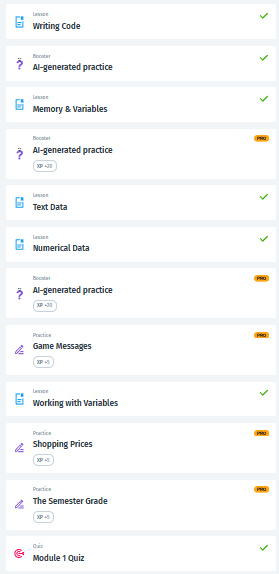 Lesson
Writing Code
Booster
AI-generated practice
Lesson
Memory & Variables
Booster
PRO
AI-generated practice
XP +20
Lesson
Text Data
Lesson
Numerical Data
Booster
PRO
AI-generated practice
XP +20
Practice
PRO
Game Messages
XP +5
Lesson
Working with Variables
Practice
PRO
Shopping Prices
XP +5
Practice
PRO
The Semester Grade
XP +5
Quiz
Module 1 Quiz